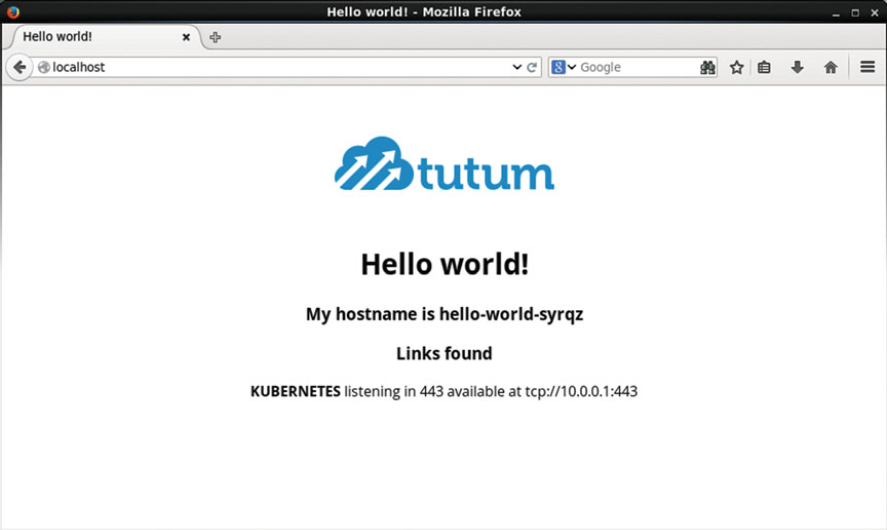 Hello world! - Mozilla Firefox
Hello world!
localhost
Google
tutum
Hello world!
My hostname is hello-world-syrqz
Links found
KUBERNETES listening in 443 available at tcp://10.0.0.1:443